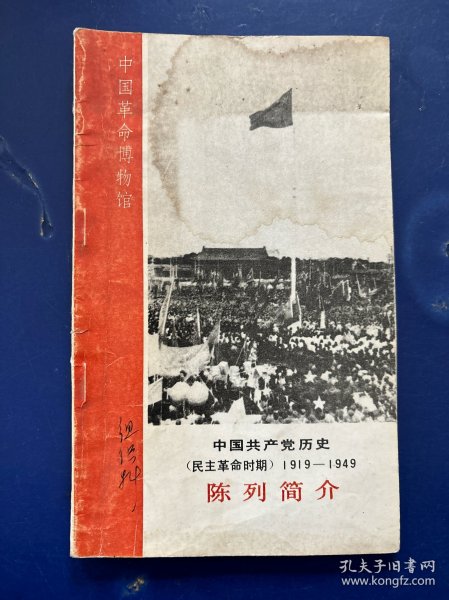 中国革命博物馆
中国共产党历史
(民主革命时期) 1919—1949
陈列简介
孔夫子旧书网
www.kongfz.com